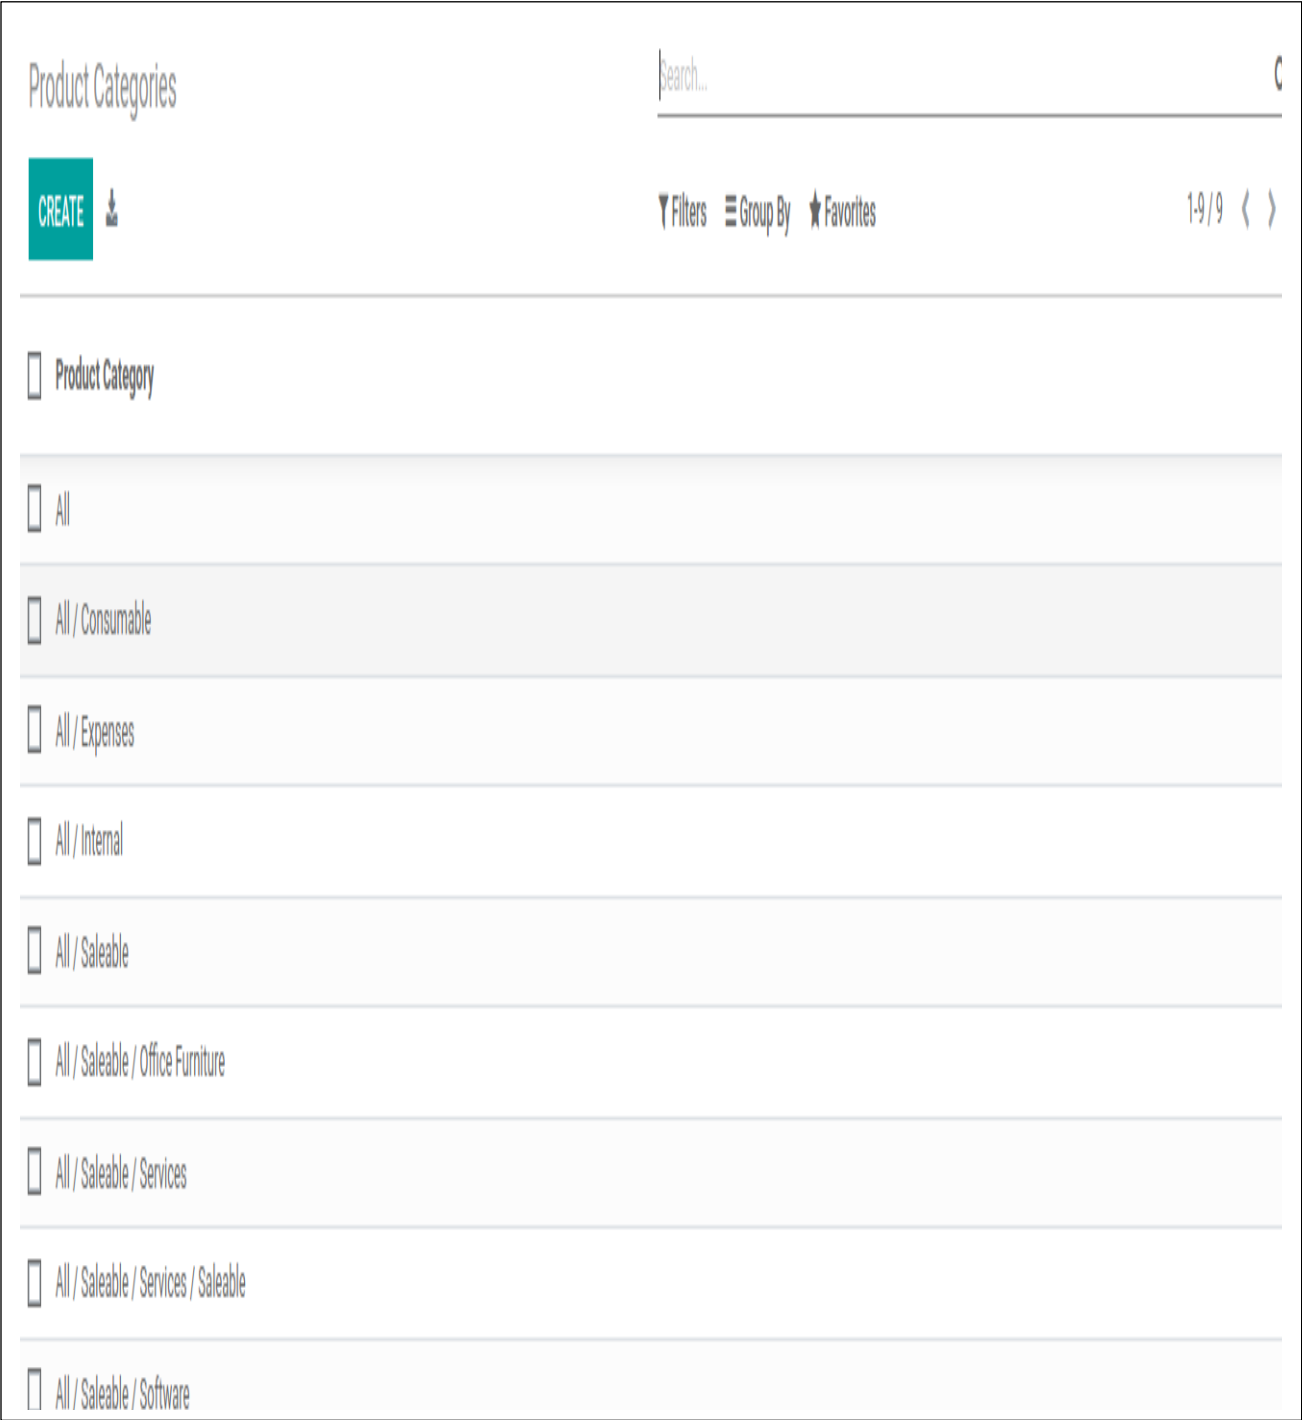 Product Categories
Search...
CREATE
Filters Group By Favorites 1-9 / 9
Product Category
All
All / Consumable
All / Expenses
All / Internal
All / Saleable
All / Saleable / Office Furniture
All / Saleable / Services
All / Saleable / Services / Saleable
All / Saleable / Software